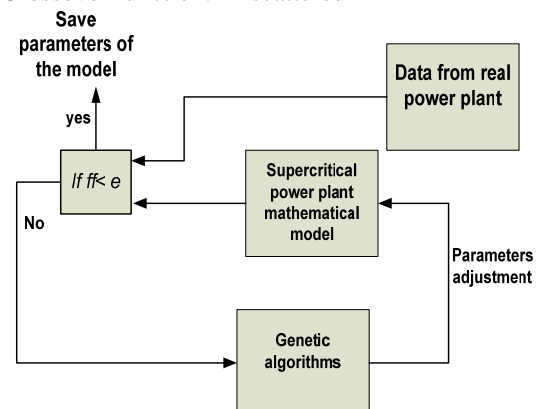 Save
parameters of
the model
Data from real
power plant
yes
If ff< e
Supercritical
power plant
mathematical
model
No
Parameters
adjustment
Genetic
algorithms